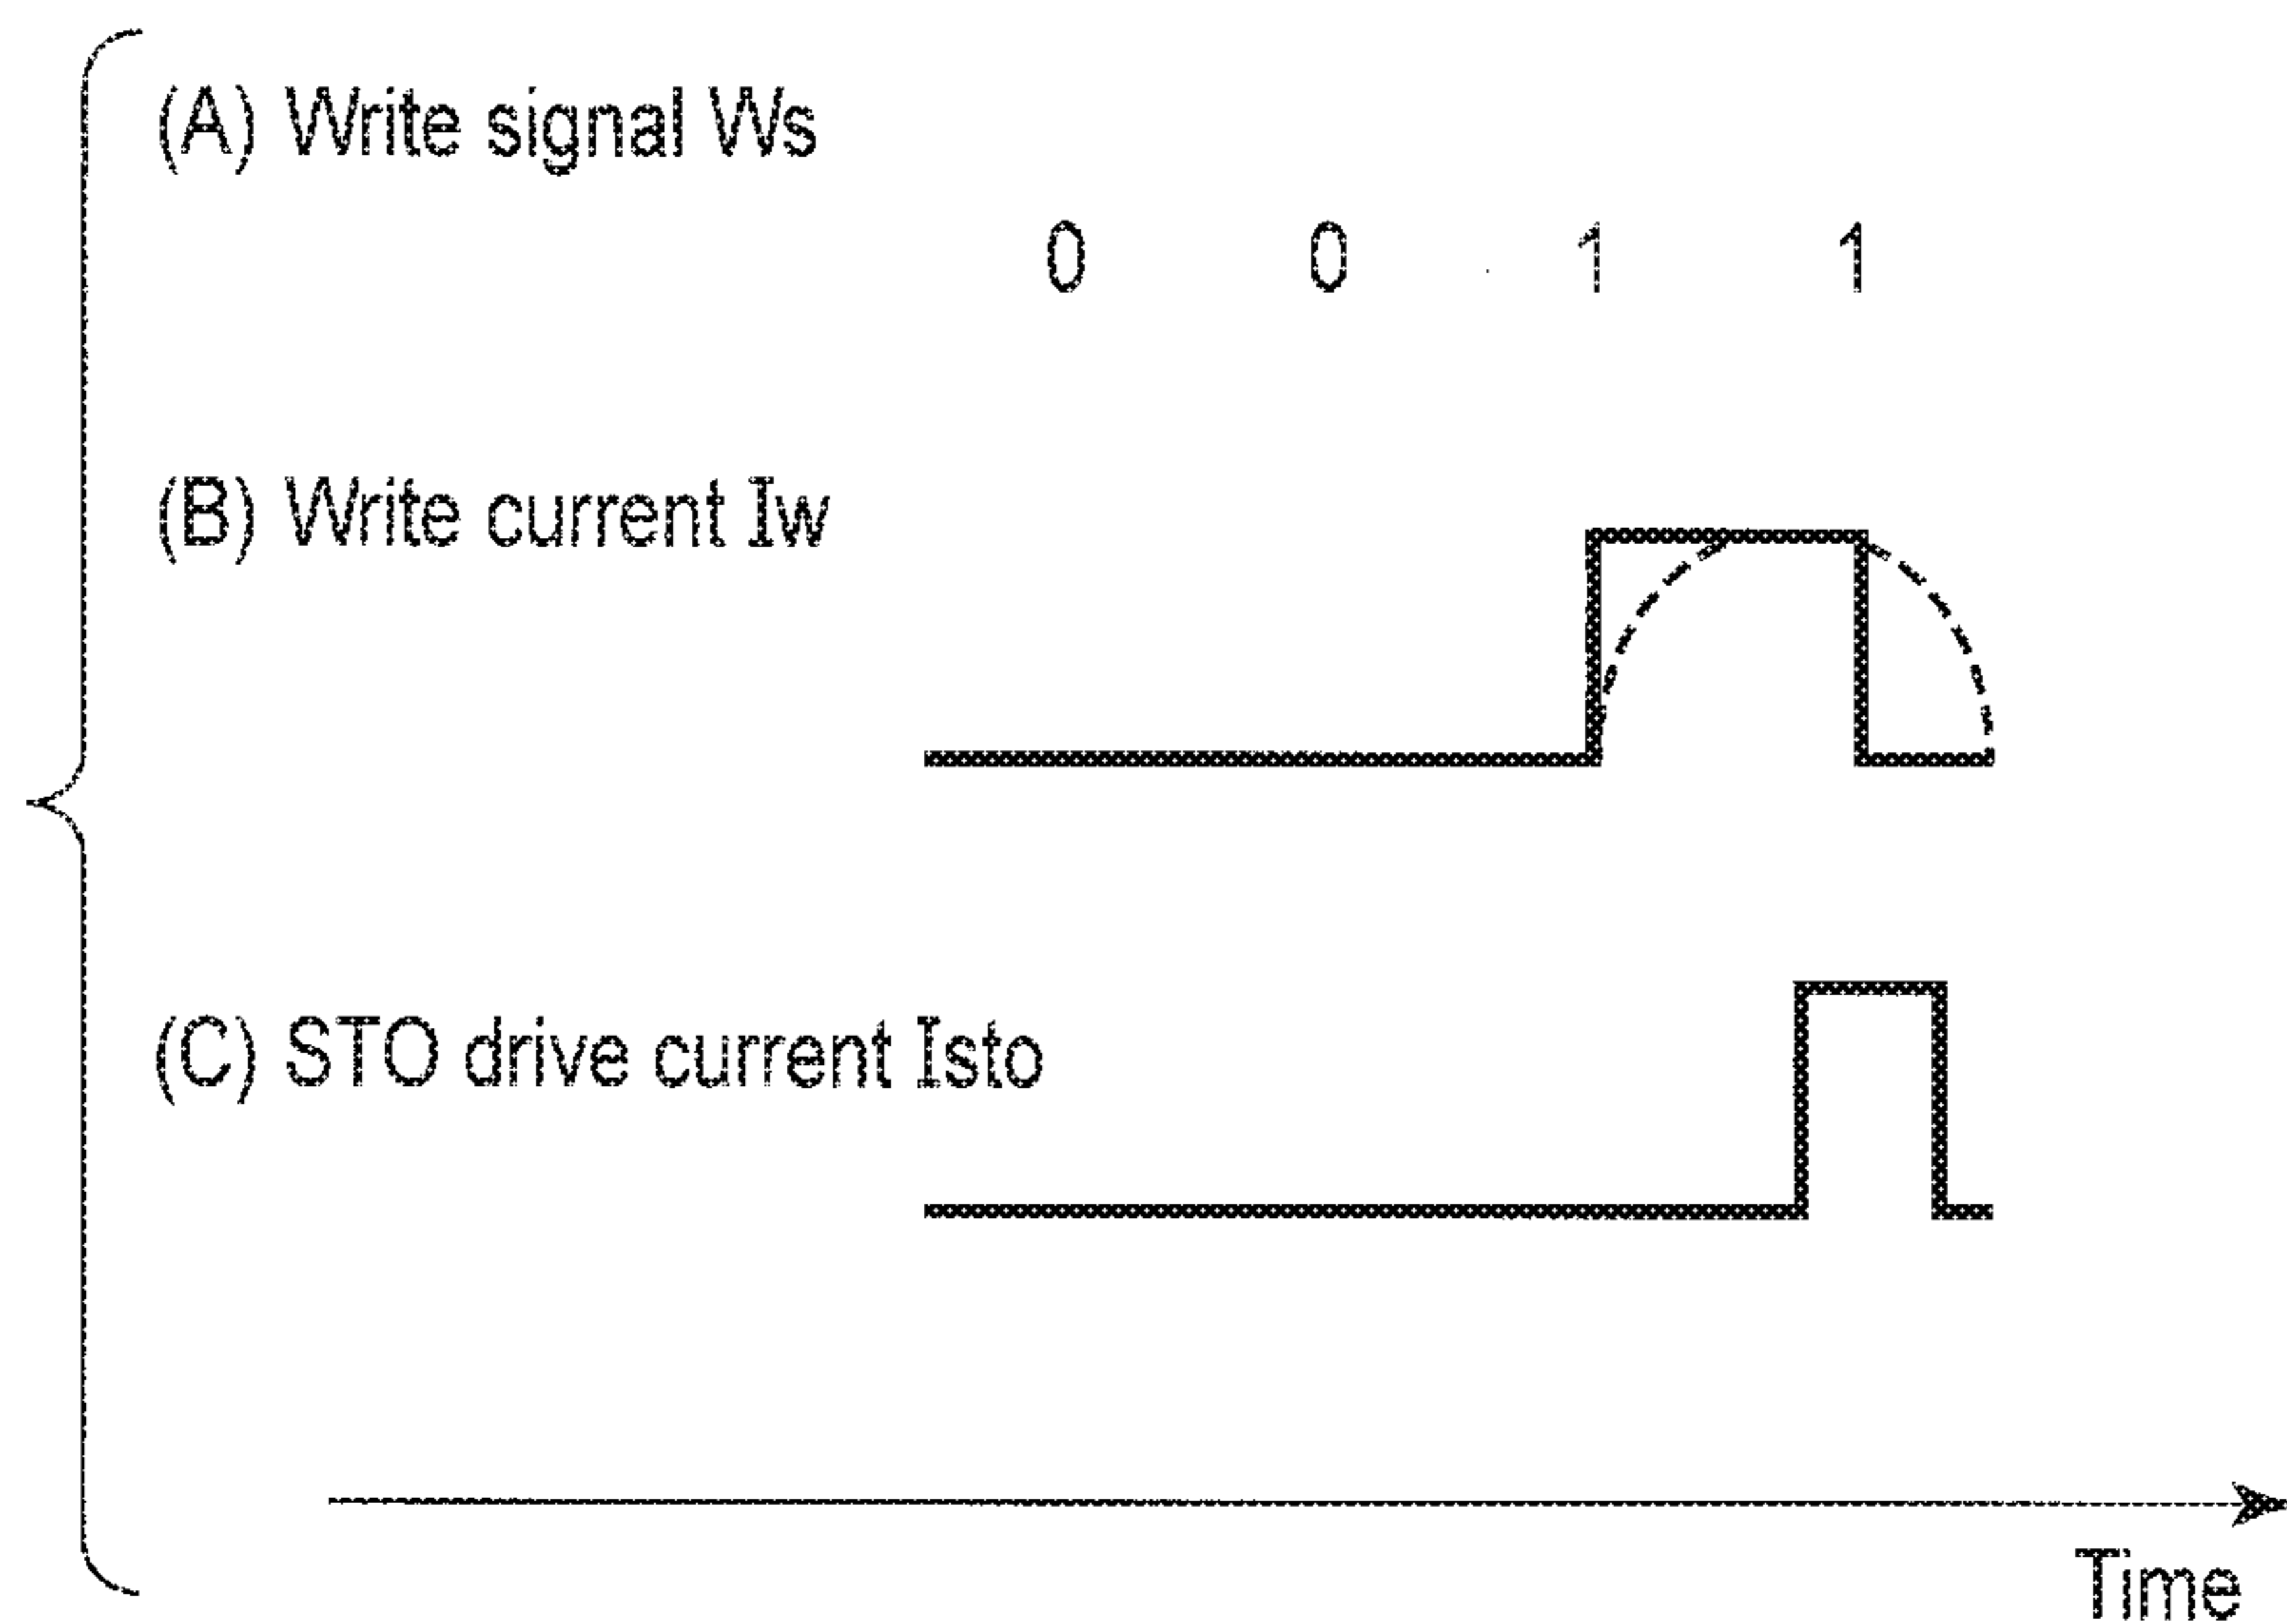 (A) Write signal Ws
0 0 1 1
(B) Write current Iw
(C) STO drive current Isto
Time